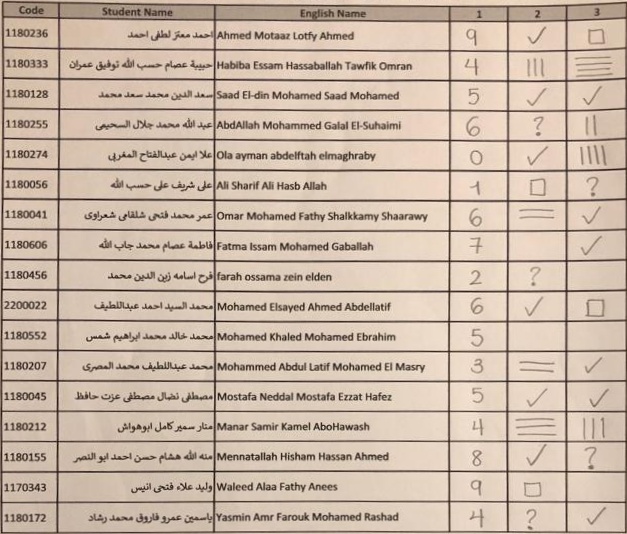 Code Student Name English Name 1 2 3
1180236 احمد معتز لطفى احمد Ahmed Motaaz Lotfy Ahmed 9 ✓ □
1180333 حبيبة عصام حسب الله توفيق عمران Habiba Essam Hassaballah Tawfik Omran 4 ||| ☰
1180128 سعد الدين محمد سعد محمد Saad El-din Mohamed Saad Mohamed 5 ✓ ✓
1180255 عبد الله محمد جلال السحيمى AbdAllah Mohammed Galal El-Suhaimi 6 ? ||
1180274 علا ايمن عبدالفتاح المغربى Ola ayman abdelftah elmaghraby 0 ✓ ||||
1180056 على شريف على حسب الله Ali Sharif Ali Hasb Allah 1 □ ?
1180041 عمر محمد فتحى شلقامى شعراوى Omar Mohamed Fathy Shalkkamy Shaarawy 6 = ✓
1180606 فاطمة عصام محمد جاب الله Fatma Issam Mohamed Gaballah 7 ✓
1180456 فرح اسامه زين الدين محمد farah ossama zein elden 2 ?
2200022 محمد السيد احمد عبداللطيف Mohamed Elsayed Ahmed Abdellatif 6 ✓ □
1180552 محمد خالد محمد ابراهيم شمس Mohamed Khaled Mohamed Ebrahim 5
1180207 محمد عبداللطيف محمد المصرى Mohammed Abdul Latif Mohamed El Masry 3 = ✓
1180045 مصطفى نضال مصطفى عزت حافظ Mostafa Neddal Mostafa Ezzat Hafez 5 ✓ ✓
1180212 منار سمير كامل ابوهواش Manar Samir Kamel AboHawash 4 ☰ |||
1180155 منه الله هشام حسن احمد ابو النصر Mennatallah Hisham Hassan Ahmed 8 ✓ ?
1170343 وليد علاء فتحى انيس Waleed Alaa Fathy Anees 9 □
1180172 ياسمين عمرو فاروق محمد رشاد Yasmin Amr Farouk Mohamed Rashad 4 ? ✓